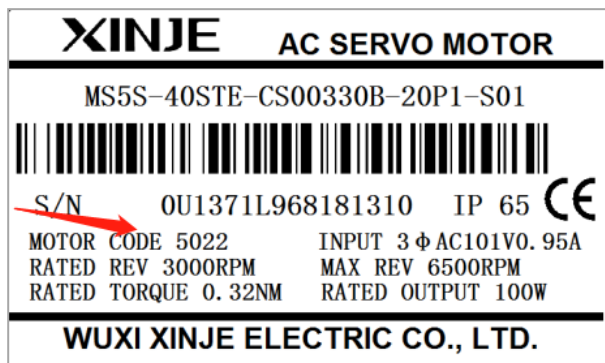 XINJE AC SERVO MOTOR
MS5S-40STE-CS00330B-20P1-S01
S/N 0U1371L968181310 IP 65 CE
MOTOR CODE 5022 INPUT 3ΦAC101V0.95A
RATED REV 3000RPM MAX REV 6500RPM
RATED TORQUE 0.32NM RATED OUTPUT 100W
WUXI XINJE ELECTRIC CO., LTD.